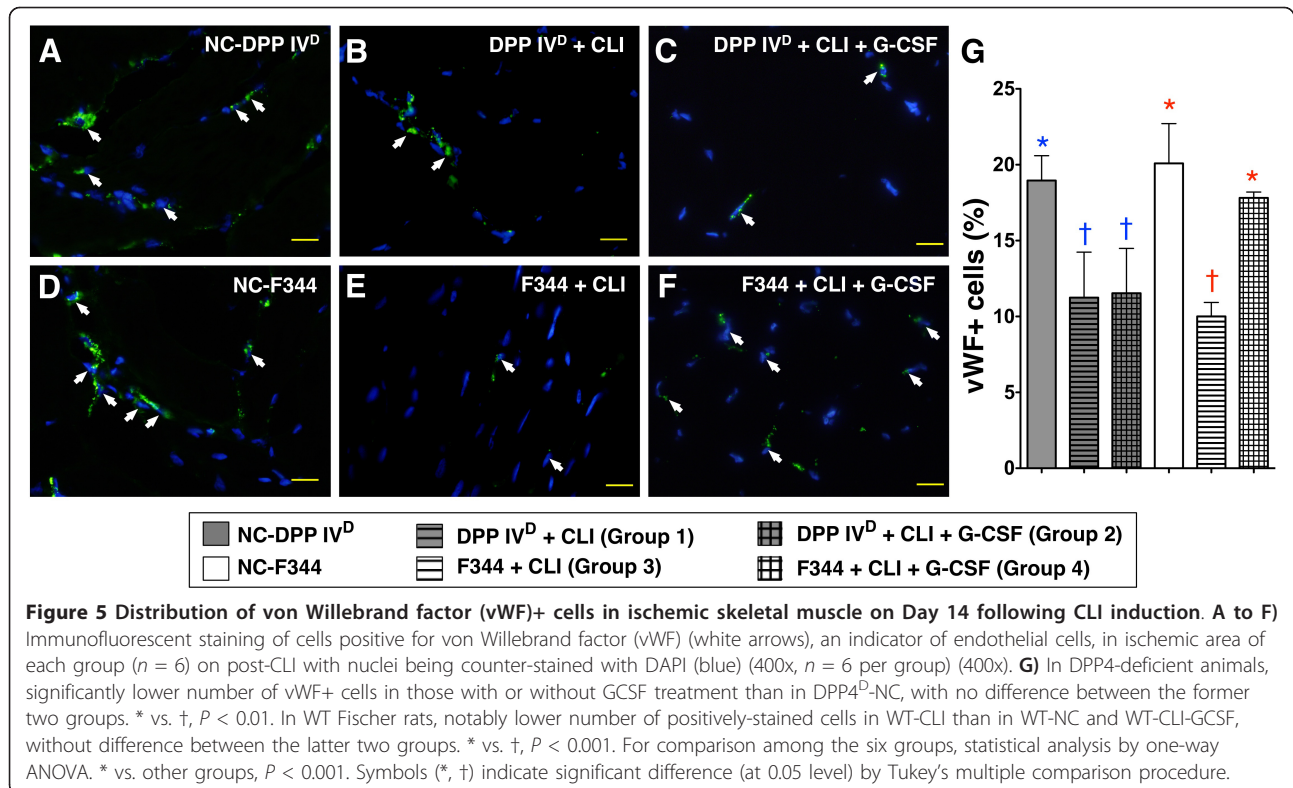 A NC-DPP IVᴰ
B DPP IVᴰ + CLI
C DPP IVᴰ + CLI + G-CSF
D NC-F344
E F344 + CLI
F F344 + CLI + G-CSF
G
vWF+ cells (%)
25
20
15
10
5
0
*
†
†
*
†
*
NC-DPP IVᴰ
DPP IVᴰ + CLI (Group 1)
DPP IVᴰ + CLI + G-CSF (Group 2)
NC-F344
F344 + CLI (Group 3)
F344 + CLI + G-CSF (Group 4)
Figure 5 Distribution of von Willebrand factor (vWF)+ cells in ischemic skeletal muscle on Day 14 following CLI induction. A to F)
Immunofluorescent staining of cells positive for von Willebrand factor (vWF) (white arrows), an indicator of endothelial cells, in ischemic area of
each group (n = 6) on post-CLI with nuclei being counter-stained with DAPI (blue) (400x, n = 6 per group) (400x). G) In DPP4-deficient animals,
significantly lower number of vWF+ cells in those with or without GCSF treatment than in DPP4ᴰ-NC, with no difference between the former
two groups. * vs. †, P < 0.01. In WT Fischer rats, notably lower number of positively-stained cells in WT-CLI than in WT-NC and WT-CLI-GCSF,
without difference between the latter two groups. * vs. †, P < 0.001. For comparison among the six groups, statistical analysis by one-way
ANOVA. * vs. other groups, P < 0.001. Symbols (*, †) indicate significant difference (at 0.05 level) by Tukey's multiple comparison procedure.